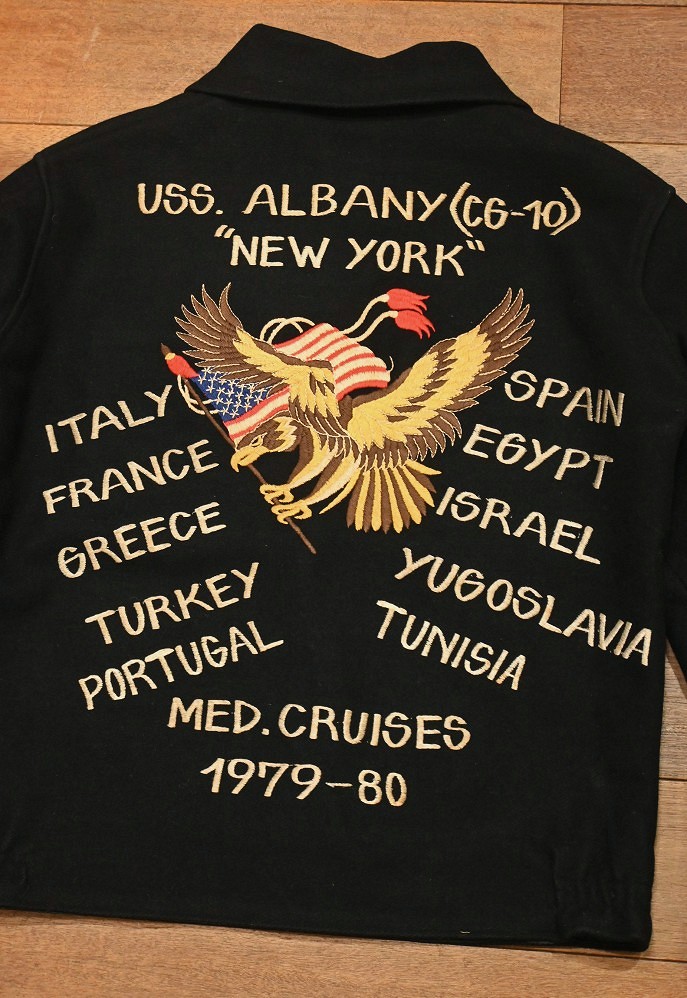 USS. ALBANY (CG-10)
"NEW YORK"
ITALY
FRANCE
GREECE
TURKEY
PORTUGAL
SPAIN
EGYPT
ISRAEL
YUGOSLAVIA
TUNISIA
MED. CRUISES
1979-80